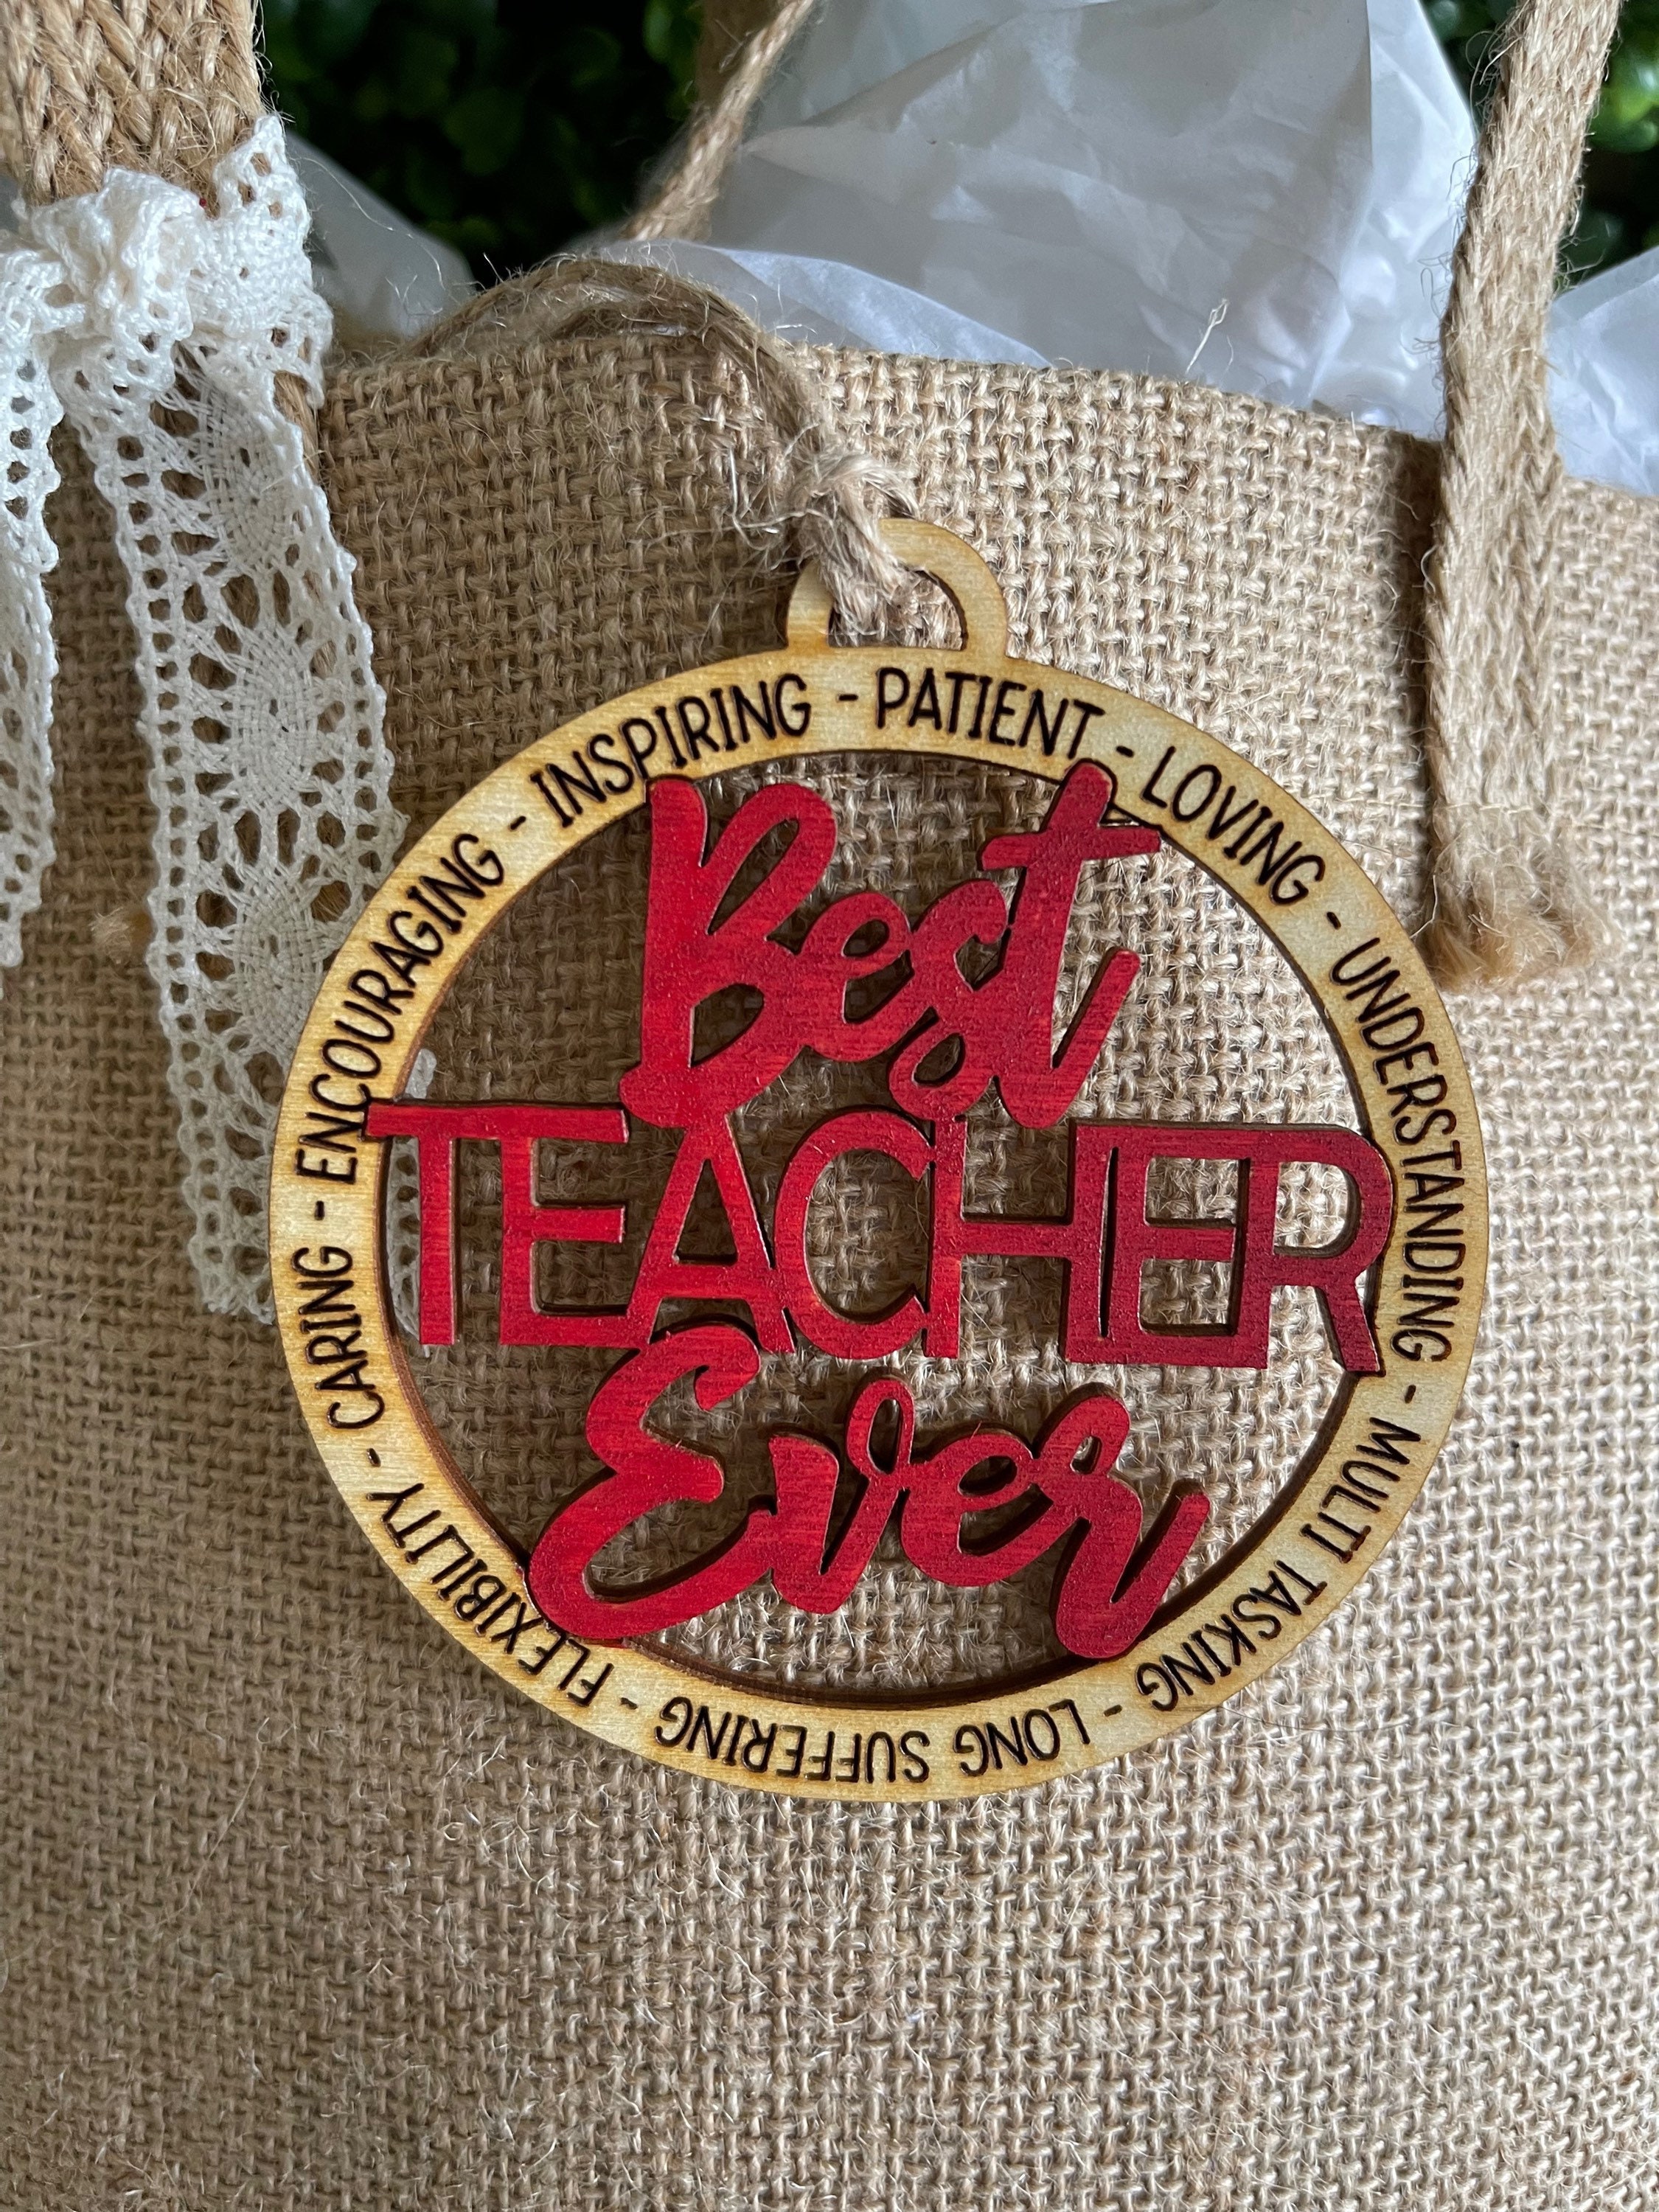 Best
TEACHER
Ever
INSPIRING - PATIENT - LOVING - UNDERSTANDING - MULTI TASKING - LONG SUFFERING - FLEXIBILITY - CARING - ENCOURAGING -